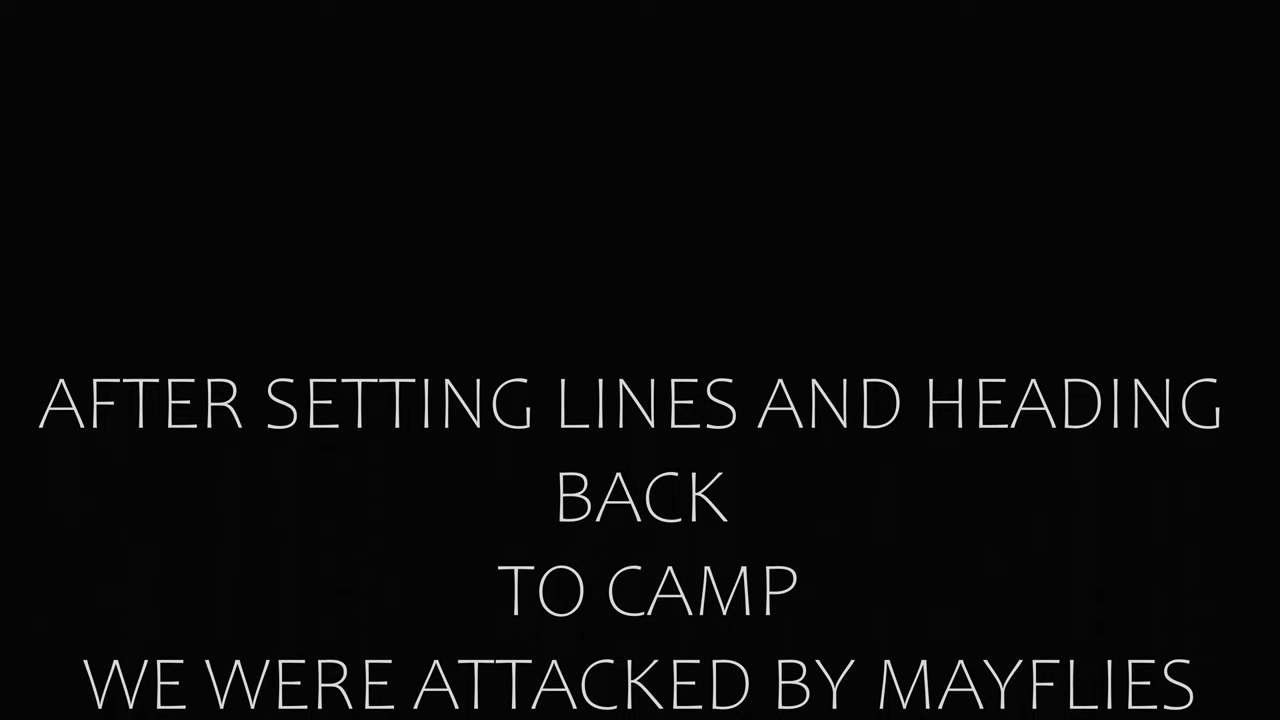 AFTER SETTING LINES AND HEADING
BACK
TO CAMP
WE WERE ATTACKED BY MAYFLIES